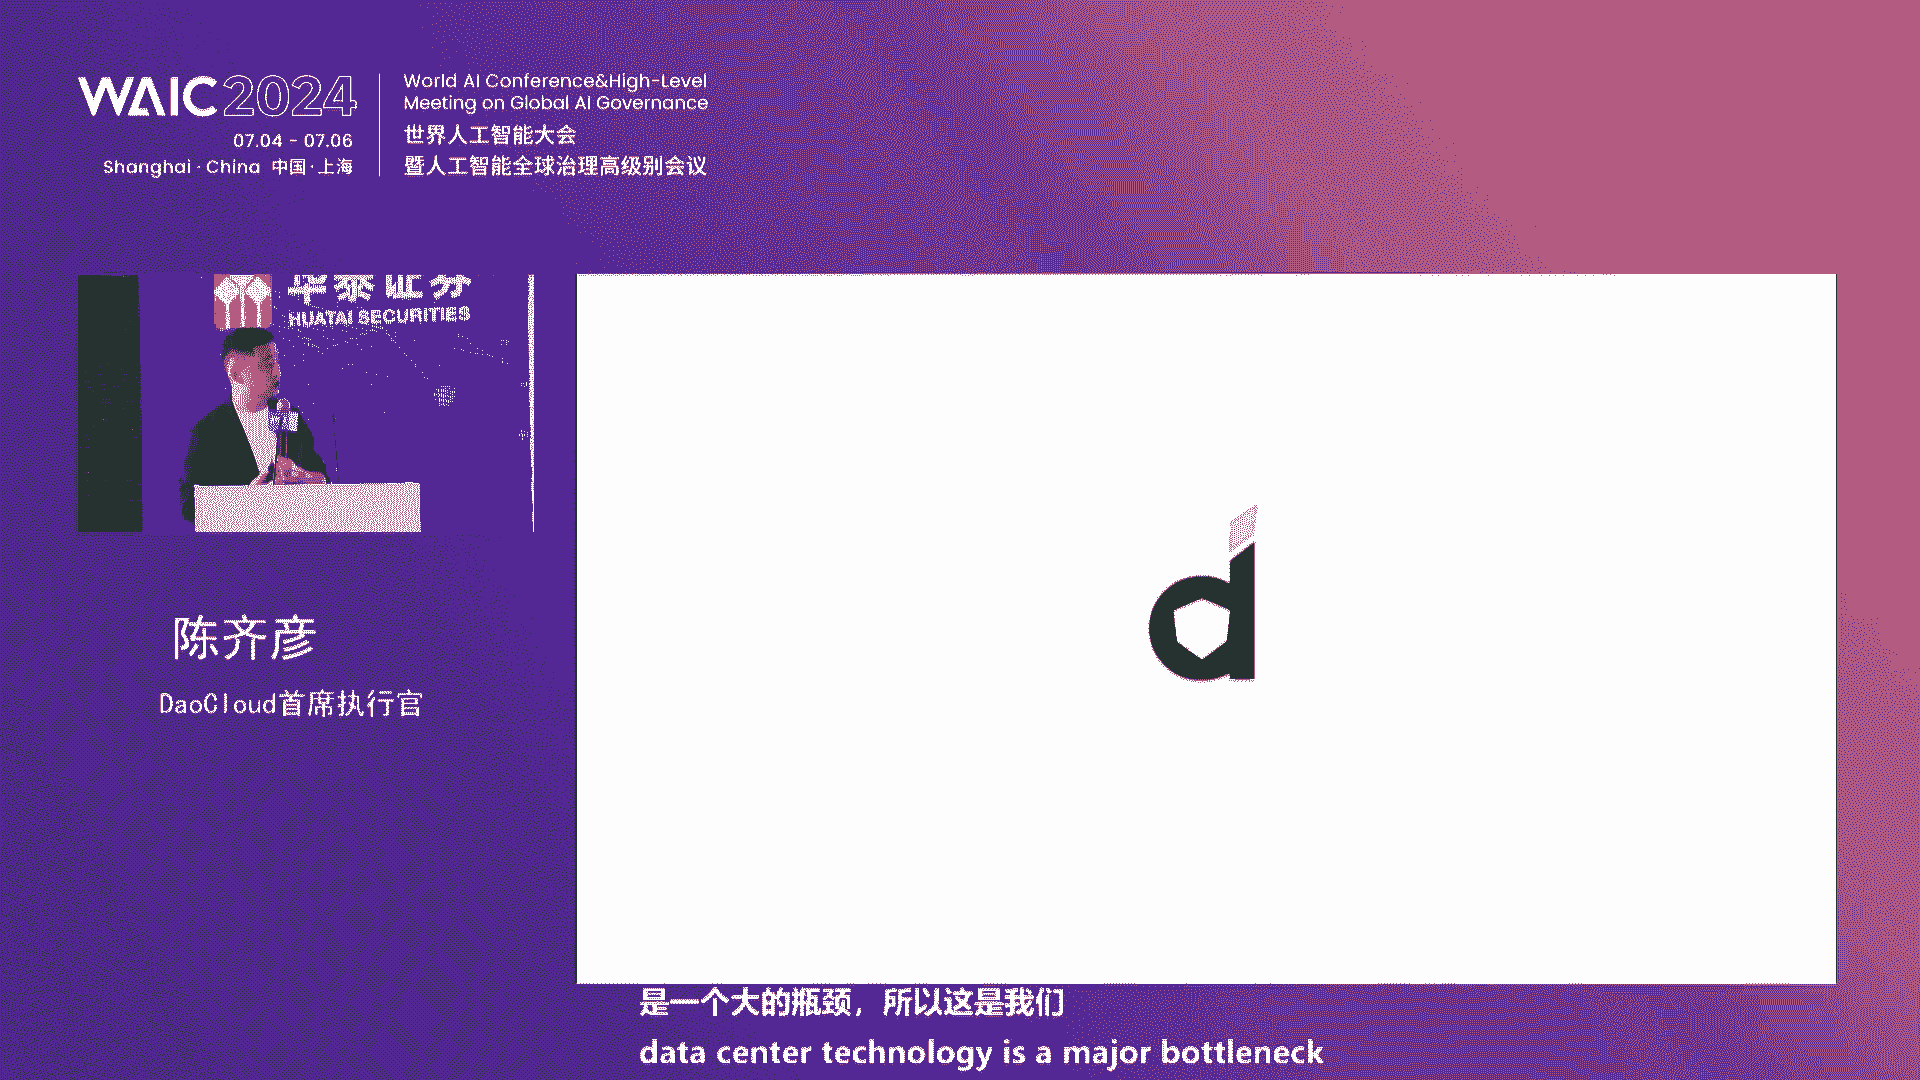 WAIC 2024
07.04 - 07.06
Shanghai · China 中国·上海
World AI Conference&High-Level
Meeting on Global AI Governance
世界人工智能大会
暨人工智能全球治理高级别会议
华泰证券
HUATAI SECURITIES
陈齐彦
DaoCloud首席执行官
是一个大的瓶颈，所以这是我们
data center technology is a major bottleneck